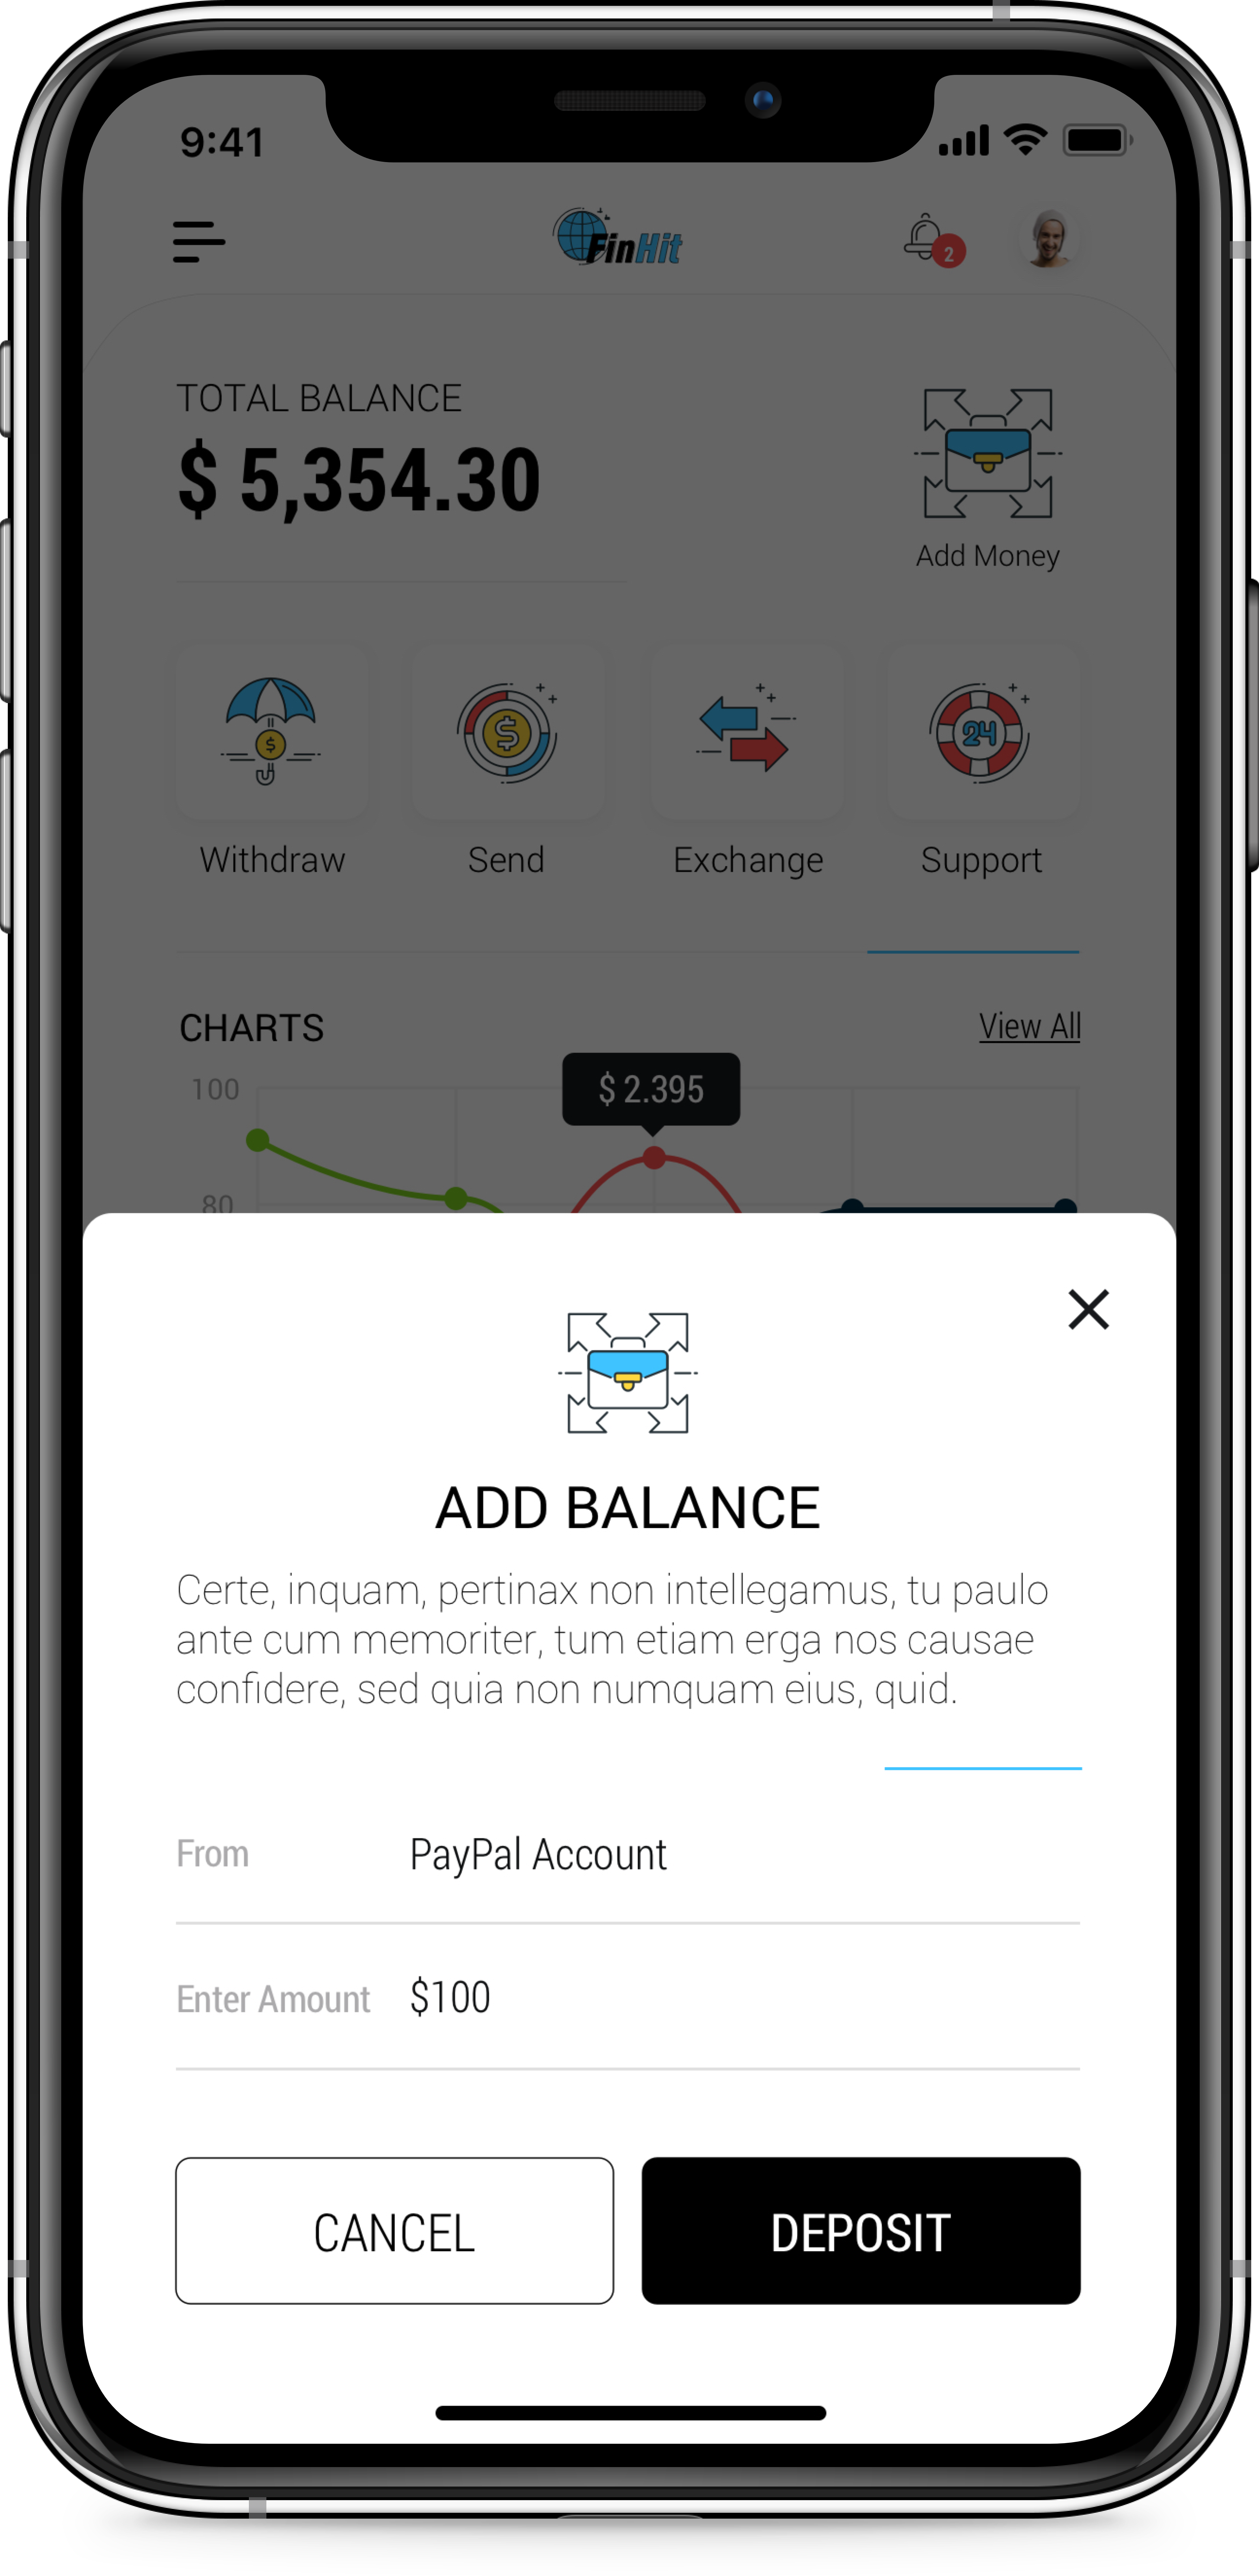 9:41
FinHit
2
TOTAL BALANCE
$ 5,354.30
Add Money
$
$
24
Withdraw
Send
Exchange
Support
CHARTS
View All
100
$ 2.395
80
ADD BALANCE
Certe, inquam, pertinax non intellegamus, tu paulo
ante cum memoriter, tum etiam erga nos causae
confidere, sed quia non numquam eius, quid.
From PayPal Account
Enter Amount $100
CANCEL
DEPOSIT